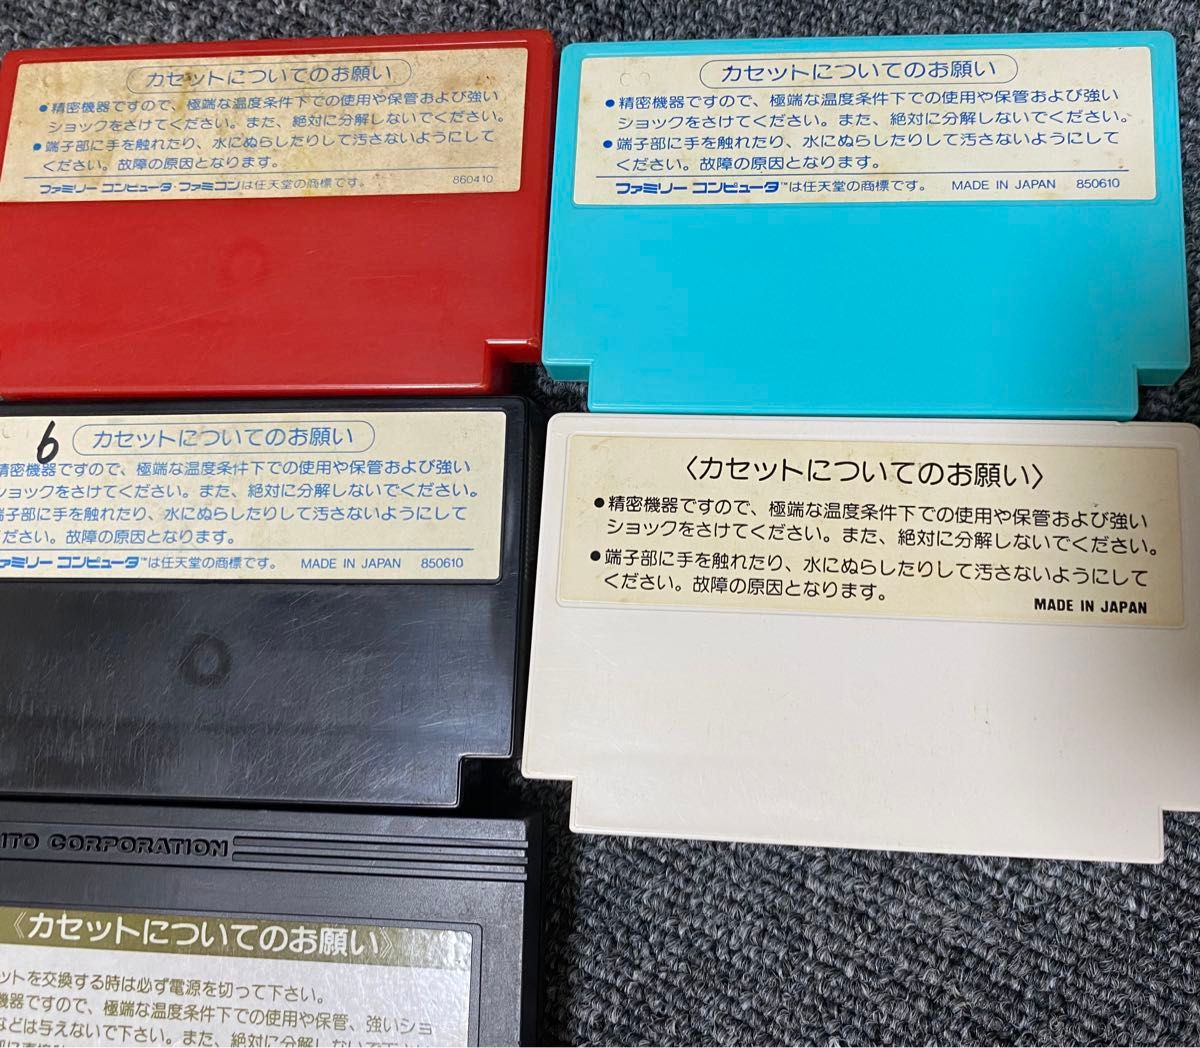 カセットについてのお願い
●精密機器ですので、極端な温度条件下での使用や保管および強い
ショックをさけてください。また、絶対に分解しないでください。
●端子部に手を触れたり、水にぬらしたりして汚さないようにして
ください。故障の原因となります。
ファミリー コンピュータ・ファミコンは任天堂の商標です。 860410
カセットについてのお願い
●精密機器ですので、極端な温度条件下での使用や保管および強い
ショックをさけてください。また、絶対に分解しないでください。
●端子部に手を触れたり、水にぬらしたりして汚さないようにして
ください。故障の原因となります。
ファミリー コンピュータ™は任天堂の商標です。 MADE IN JAPAN 850610
6 カセットについてのお願い
精密機器ですので、極端な温度条件下での使用や保管および強い
ショックをさけてください。また、絶対に分解しないでください。
端子部に手を触れたり、水にぬらしたりして汚さないようにして
ください。故障の原因となります。
ァミリー コンピュータ™は任天堂の商標です。 MADE IN JAPAN 850610
〈カセットについてのお願い〉
●精密機器ですので、極端な温度条件下での使用や保管および強い
ショックをさけてください。また、絶対に分解しないでください。
●端子部に手を触れたり、水にぬらしたりして汚さないようにして
ください。故障の原因となります。
MADE IN JAPAN
ITO CORPORATION
《カセットについてのお願い》
ットを交換する時は必ず電源を切って下さい。
機器ですので、極端な温度条件下での使用や保管、強いショ
などは与えないで下さい。また、絶対に分解しないで下